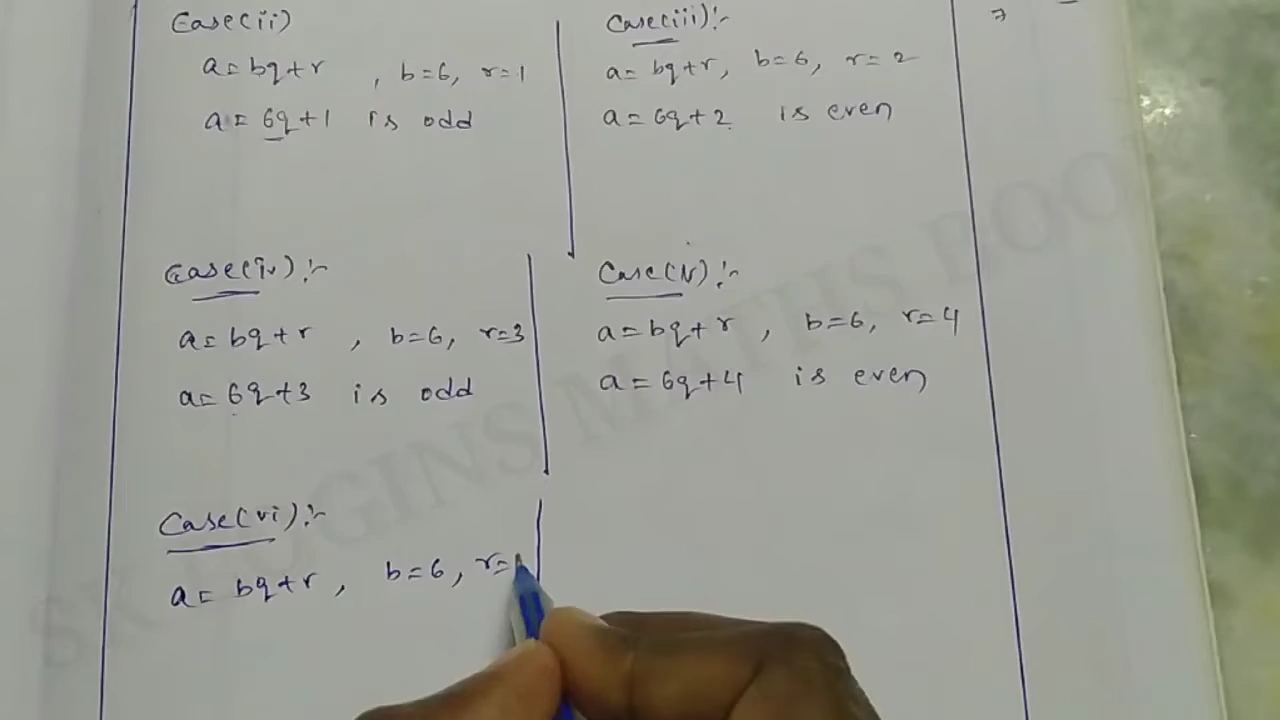 Case(ii)
a = bq + r , b = 6, r = 1
a = 6q + 1 is odd
Case(iii):-
a = bq + r, b = 6, r = 2
a = 6q + 2 is even
Case(iv):-
a = bq + r , b = 6, r = 3
a = 6q + 3 is odd
Case(v):-
a = bq + r , b = 6, r = 4
a = 6q + 4 is even
Case(vi):-
a = bq + r , b = 6, r =
MATHS